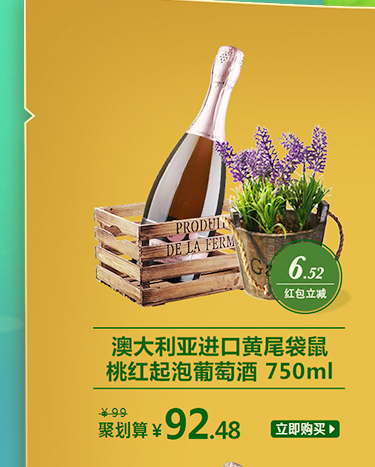 PRODUIT
DE LA FERM
G
6.52
红包立减
澳大利亚进口黄尾袋鼠
桃红起泡葡萄酒 750ml
¥99
聚划算¥92.48
立即购买